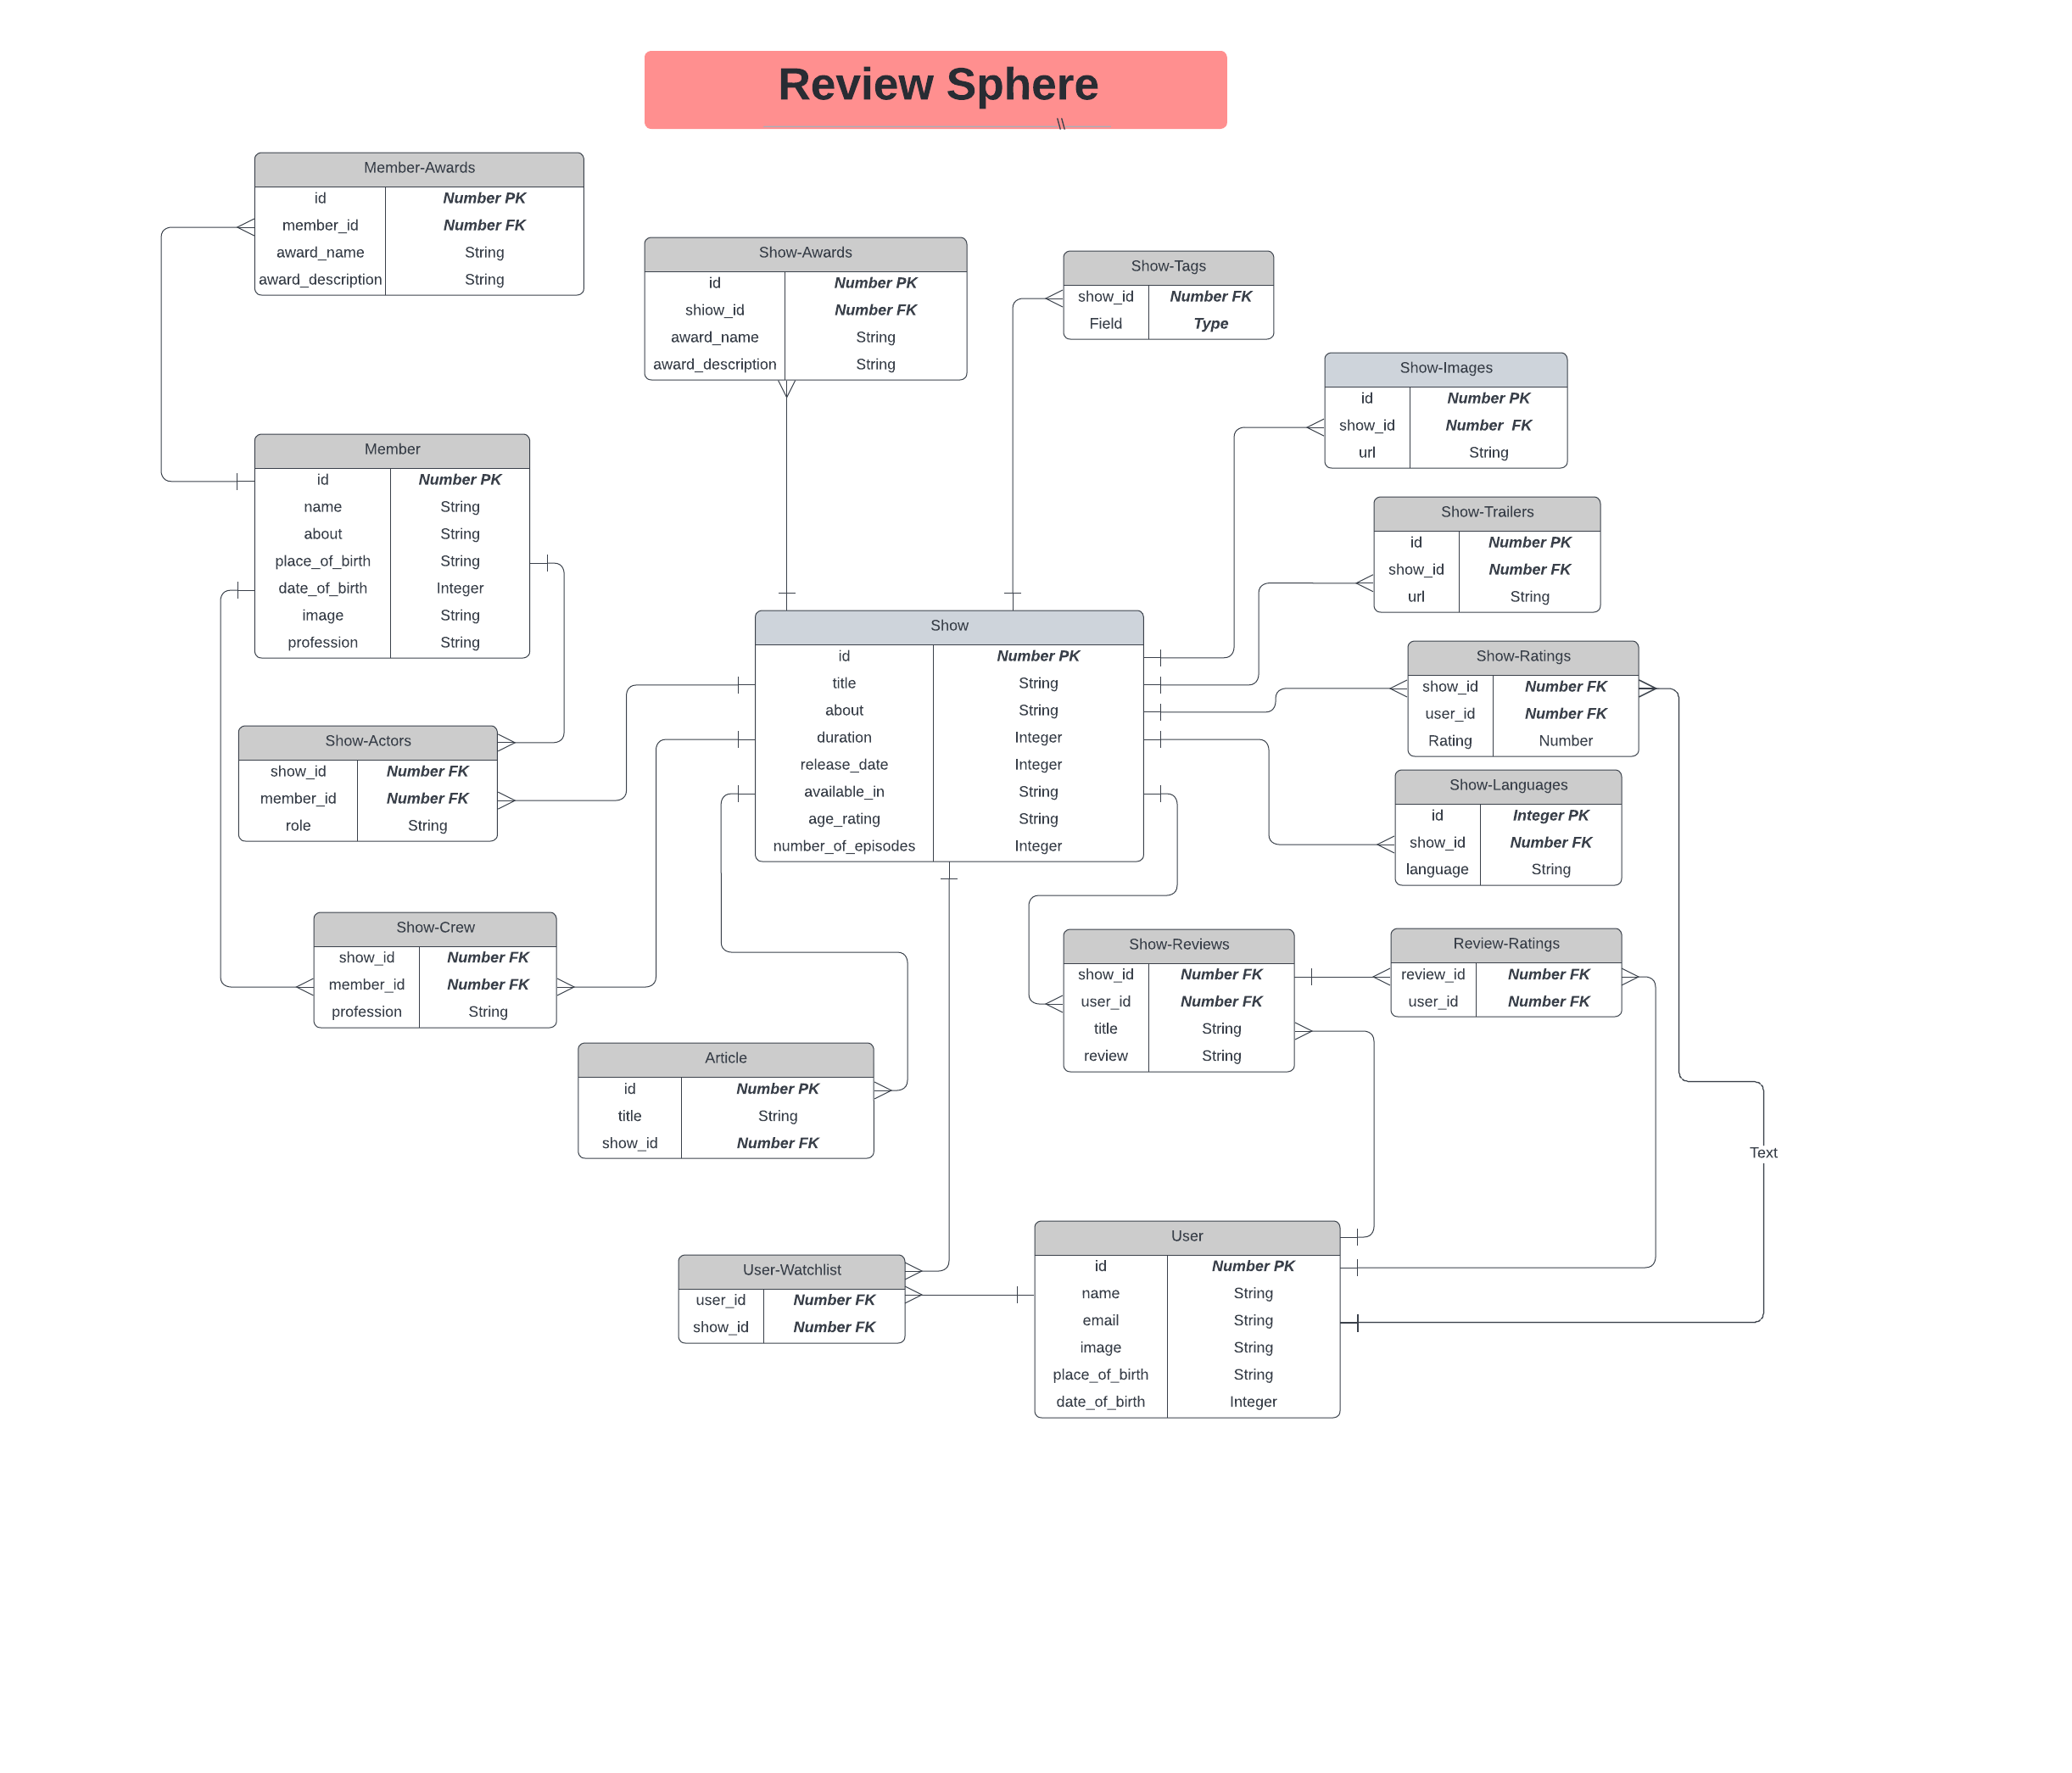 Review Sphere
\\
Member-Awards
id Number PK
member_id Number FK
award_name String
award_description String
Show-Awards
id Number PK
shiow_id Number FK
award_name String
award_description String
Show-Tags
show_id Number FK
Field Type
Show-Images
id Number PK
show_id Number FK
url String
Member
id Number PK
name String
about String
place_of_birth String
date_of_birth Integer
image String
profession String
Show-Trailers
id Number PK
show_id Number FK
url String
Show
id Number PK
title String
about String
duration Integer
release_date Integer
available_in String
age_rating String
number_of_episodes Integer
Show-Ratings
show_id Number FK
user_id Number FK
Rating Number
Show-Actors
show_id Number FK
member_id Number FK
role String
Show-Languages
id Integer PK
show_id Number FK
language String
Show-Crew
show_id Number FK
member_id Number FK
profession String
Show-Reviews
show_id Number FK
user_id Number FK
title String
review String
Review-Ratings
review_id Number FK
user_id Number FK
Article
id Number PK
title String
show_id Number FK
Text
User
id Number PK
name String
email String
image String
place_of_birth String
date_of_birth Integer
User-Watchlist
user_id Number FK
show_id Number FK